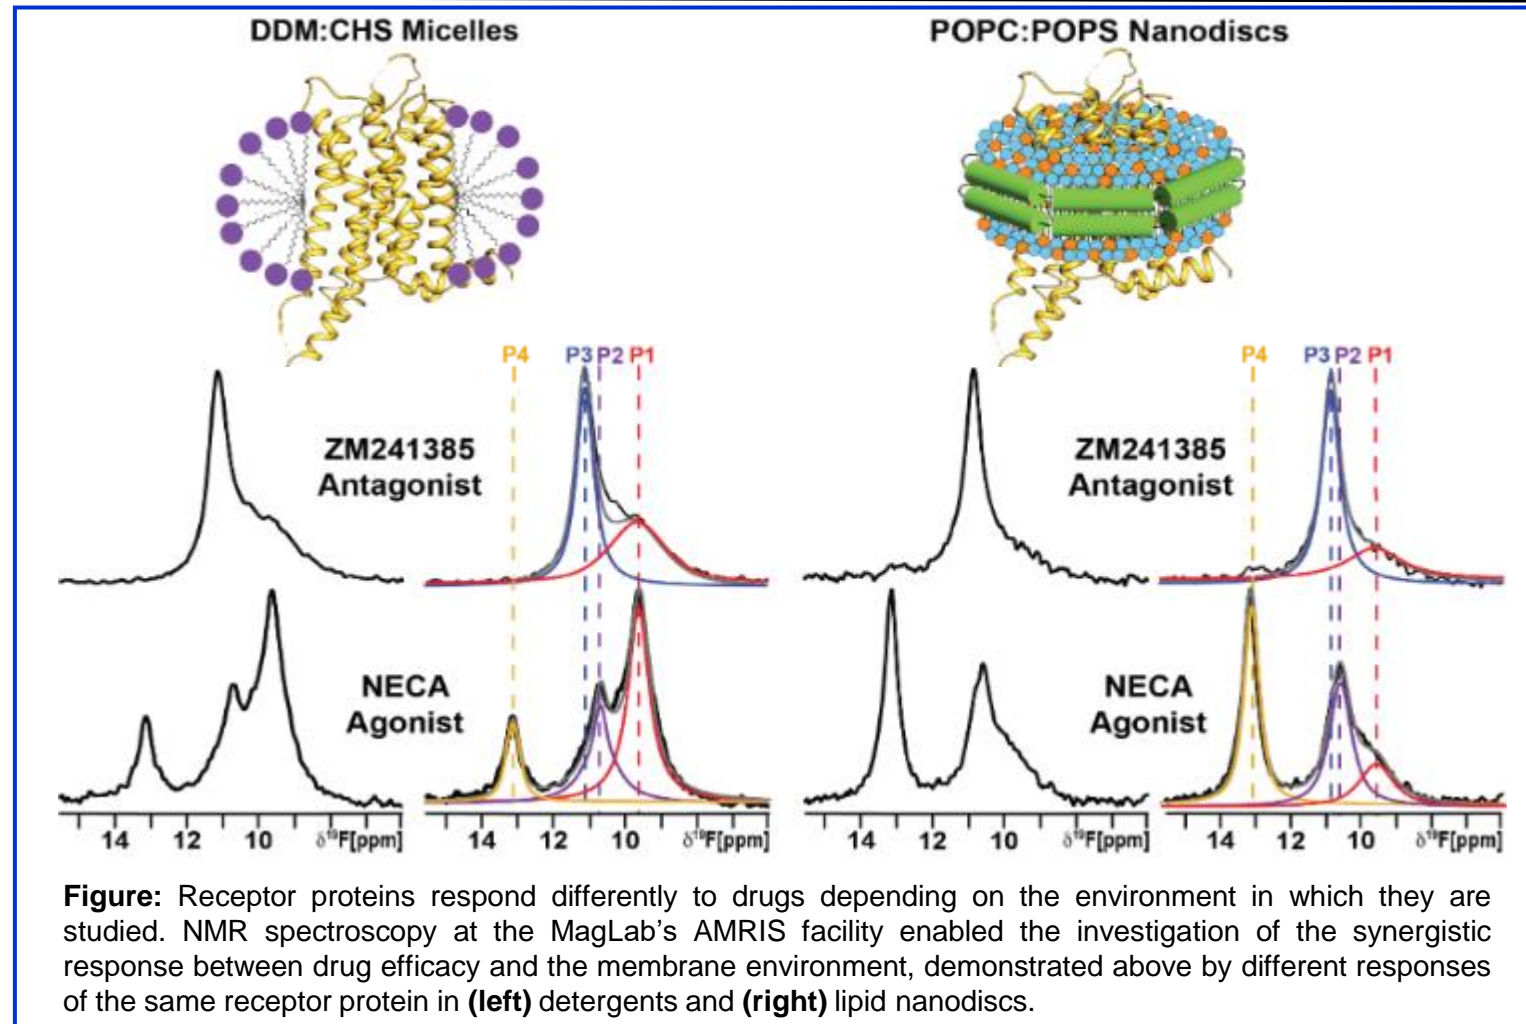 DDM:CHS Micelles
POPC:POPS Nanodiscs
P4 P3 P2 P1
P4 P3 P2 P1
ZM241385
Antagonist
ZM241385
Antagonist
NECA
Agonist
NECA
Agonist
14 12 10 δ¹⁹F[ppm]
14 12 10 δ¹⁹F[ppm]
14 12 10 δ¹⁹F[ppm]
14 12 10 δ¹⁹F[ppm]
Figure: Receptor proteins respond differently to drugs depending on the environment in which they are
studied. NMR spectroscopy at the MagLab's AMRIS facility enabled the investigation of the synergistic
response between drug efficacy and the membrane environment, demonstrated above by different responses
of the same receptor protein in (left) detergents and (right) lipid nanodiscs.